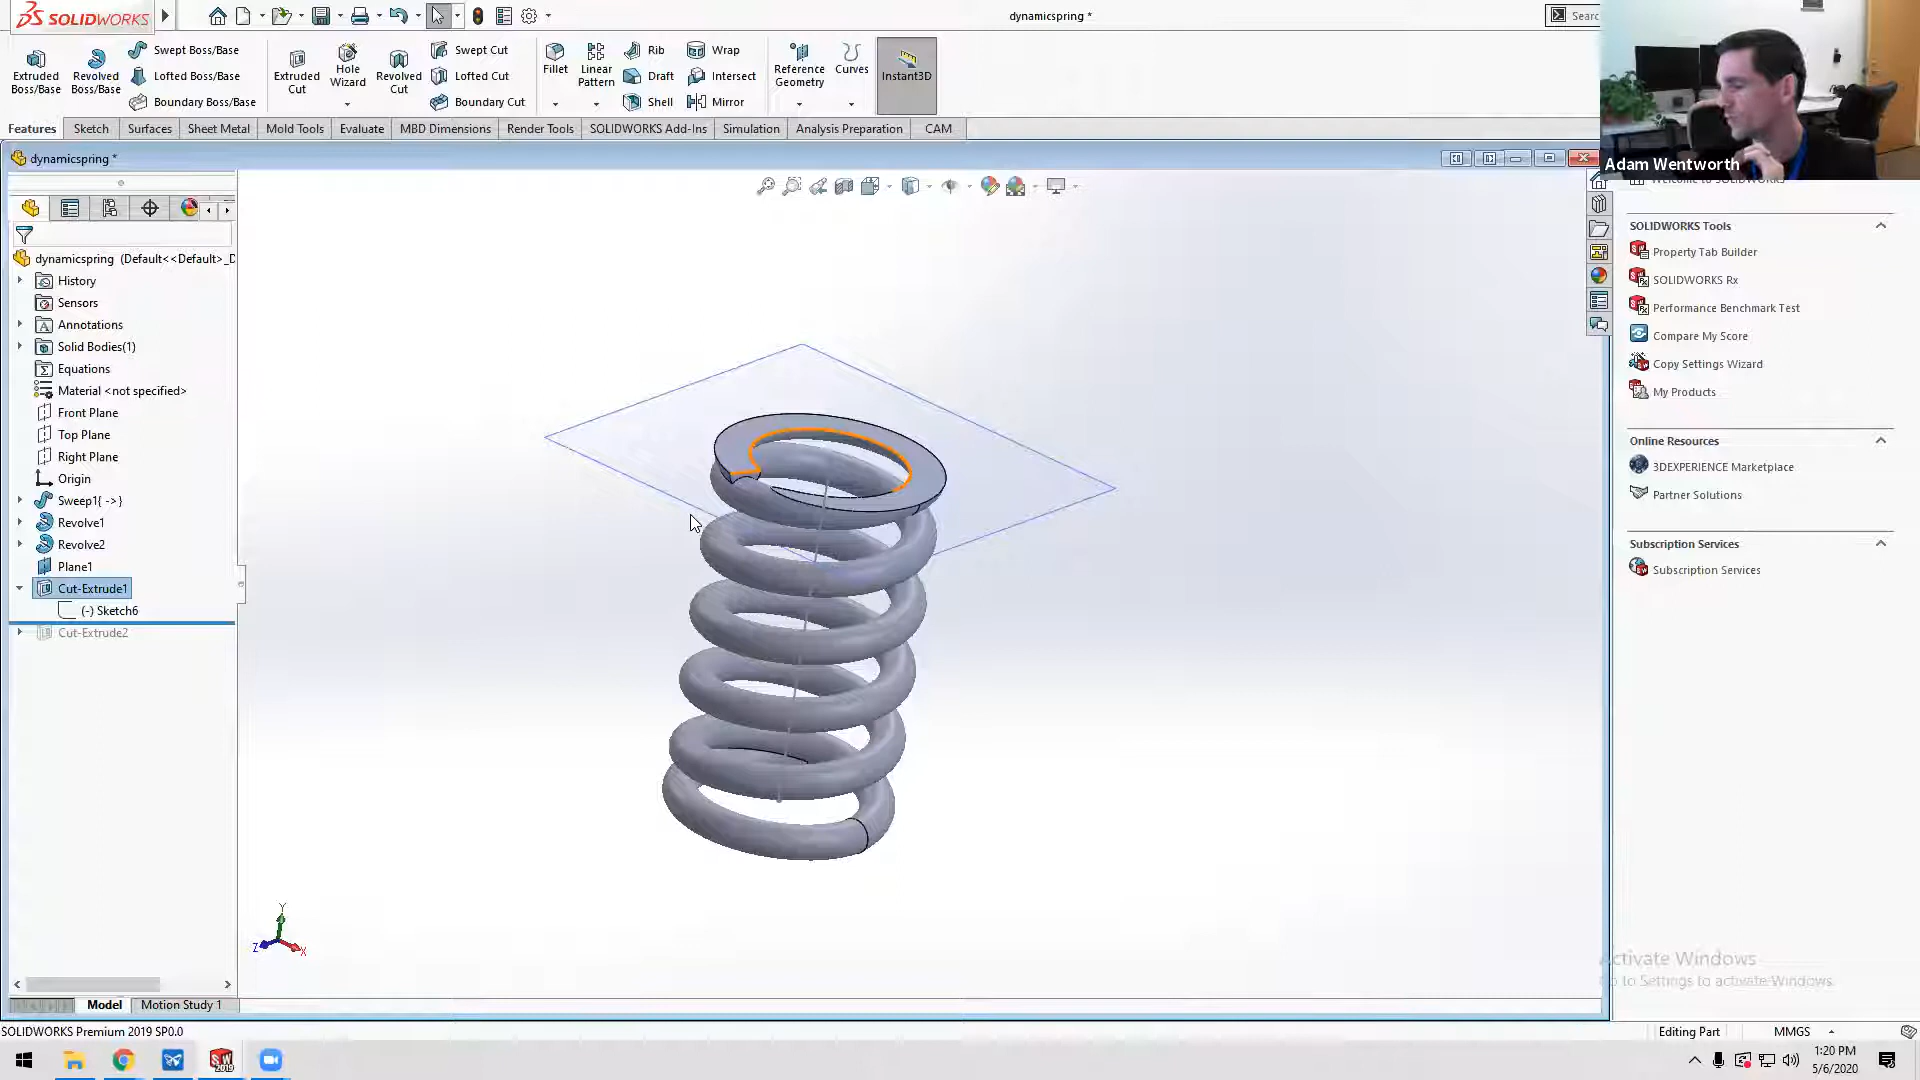 SOLIDWORKS
dynamicspring *
Sear
Extruded Boss/Base
Revolved Boss/Base
Swept Boss/Base
Lofted Boss/Base
Boundary Boss/Base
Extruded Cut
Hole Wizard
Revolved Cut
Swept Cut
Lofted Cut
Boundary Cut
Fillet
Linear Pattern
Rib
Draft
Shell
Wrap
Intersect
Mirror
Reference Geometry
Curves
Instant3D
Features
Sketch
Surfaces
Sheet Metal
Mold Tools
Evaluate
MBD Dimensions
Render Tools
SOLIDWORKS Add-Ins
Simulation
Analysis Preparation
CAM
Adam Wentworth
dynamicspring *
dynamicspring (Default<<Default>_D
History
Sensors
Annotations
Solid Bodies(1)
Equations
Material <not specified>
Front Plane
Top Plane
Right Plane
Origin
Sweep1{ ->}
Revolve1
Revolve2
Plane1
Cut-Extrude1
(-) Sketch6
Cut-Extrude2
Y
Z
X
SOLIDWORKS Tools
Property Tab Builder
SOLIDWORKS Rx
Performance Benchmark Test
Compare My Score
Copy Settings Wizard
My Products
Online Resources
3DEXPERIENCE Marketplace
Partner Solutions
Subscription Services
Subscription Services
Activate Windows
Go to Settings to activate Windows.
Model
Motion Study 1
SOLIDWORKS Premium 2019 SP0.0
Editing Part
MMGS
SW
2019
1:20 PM
5/6/2020